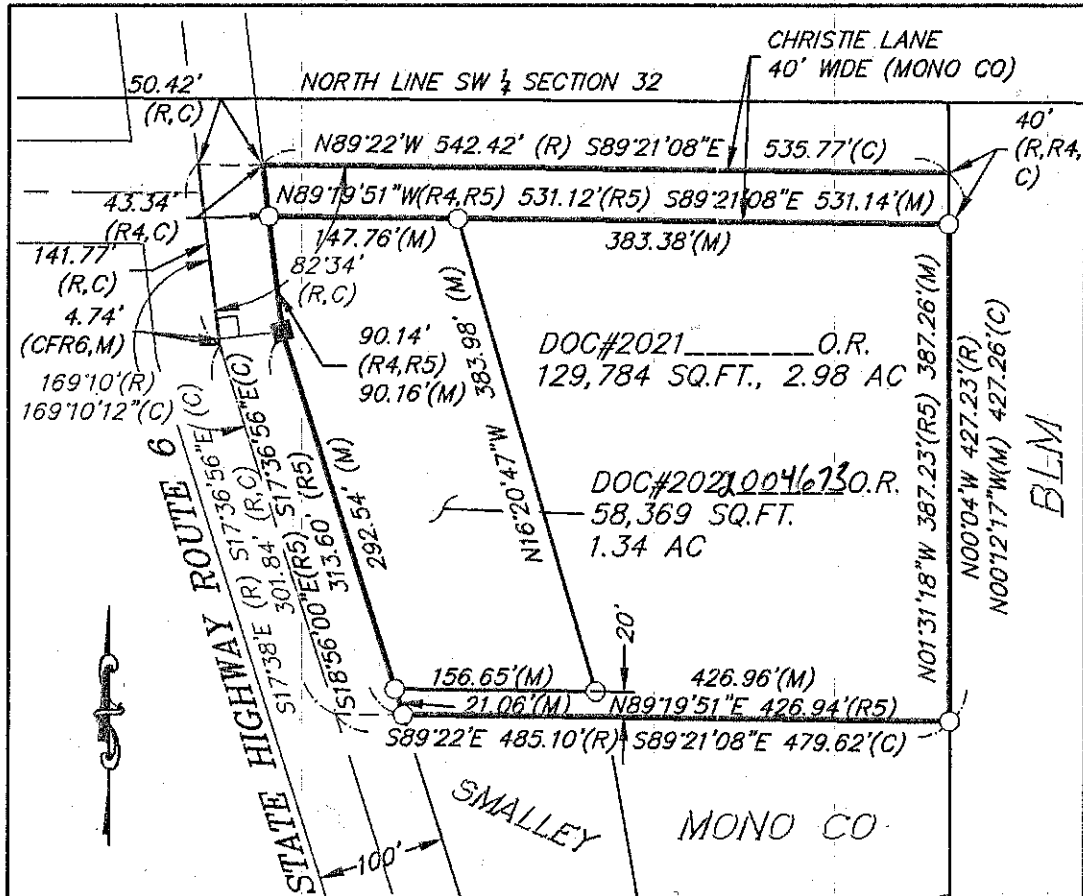 CHRISTIE LANE
40' WIDE (MONO CO)
50.42'
(R,C)
NORTH LINE SW ¼ SECTION 32
40'
(R,R4,
C)
N89°22'W 542.42' (R) S89°21'08"E 535.77'(C)
N89°19'51"W(R4,R5) 531.12'(R5) S89°21'08"E 531.14'(M)
43.34'
(R4,C)
147.76'(M)
383.38'(M)
141.77'
(R,C)
82°34'
(R,C)
4.74'
(CFR6,M)
90.14'
(R4,R5)
90.16'(M)
169°10'(R)
169°10'12"(C)
N16°20'47"W 383.98' (M)
DOC#2021________O.R.
129,784 SQ.FT., 2.98 AC
DOC#20221004673O.R.
58,369 SQ.FT.
1.34 AC
N01°31'18"W 387.23'(R5) 387.26'(M)
N00°04'W 427.23'(R)
N00°12'17"W(M) 427.26'(C)
BLM
STATE HIGHWAY ROUTE 6
S17°38'E (R) S17°36'56"E (C)
301.84' (R,C) S17°36'56"E(C)
S18°56'00"E(R5) S17°36'56"E(C)
313.60' (R5)
292.54' (M)
20'
156.65'(M)
426.96'(M)
21.06'(M)
N89°19'51"E 426.94'(R5)
S89°22'E 485.10'(R) S89°21'08"E 479.62'(C)
SMALLEY
MONO CO
100'